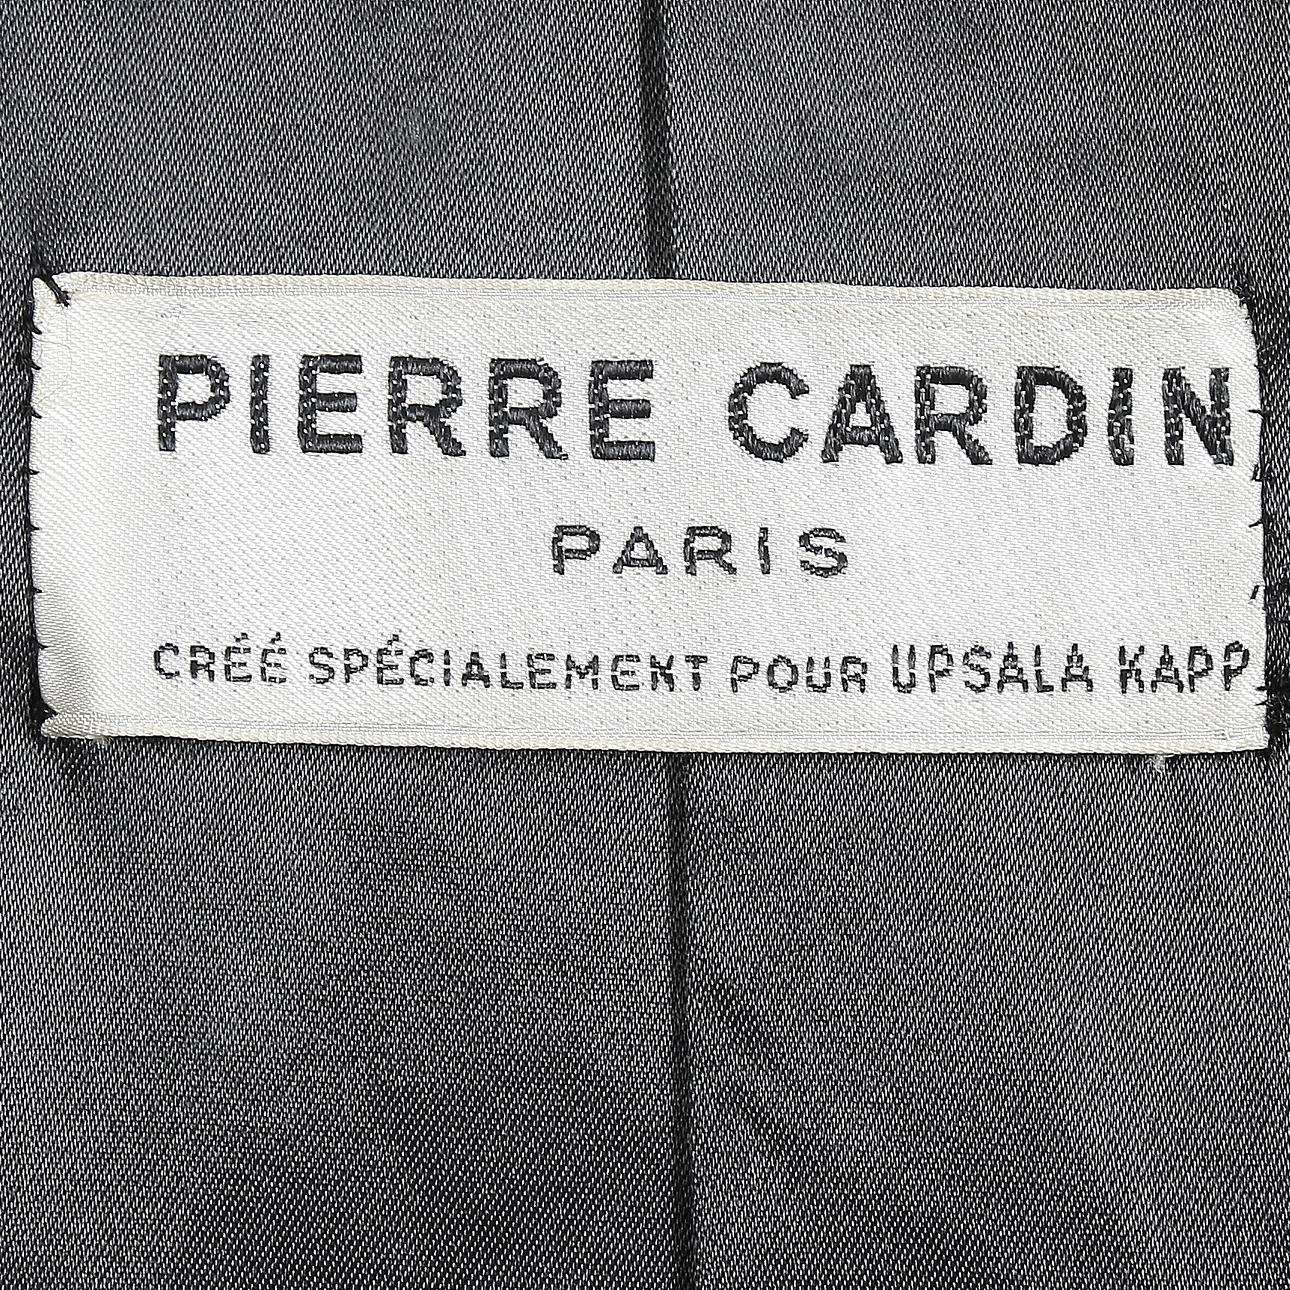 PIERRE CARDIN
PARIS
CRÉÉ SPÉCIALEMENT POUR UPSALA KAPP